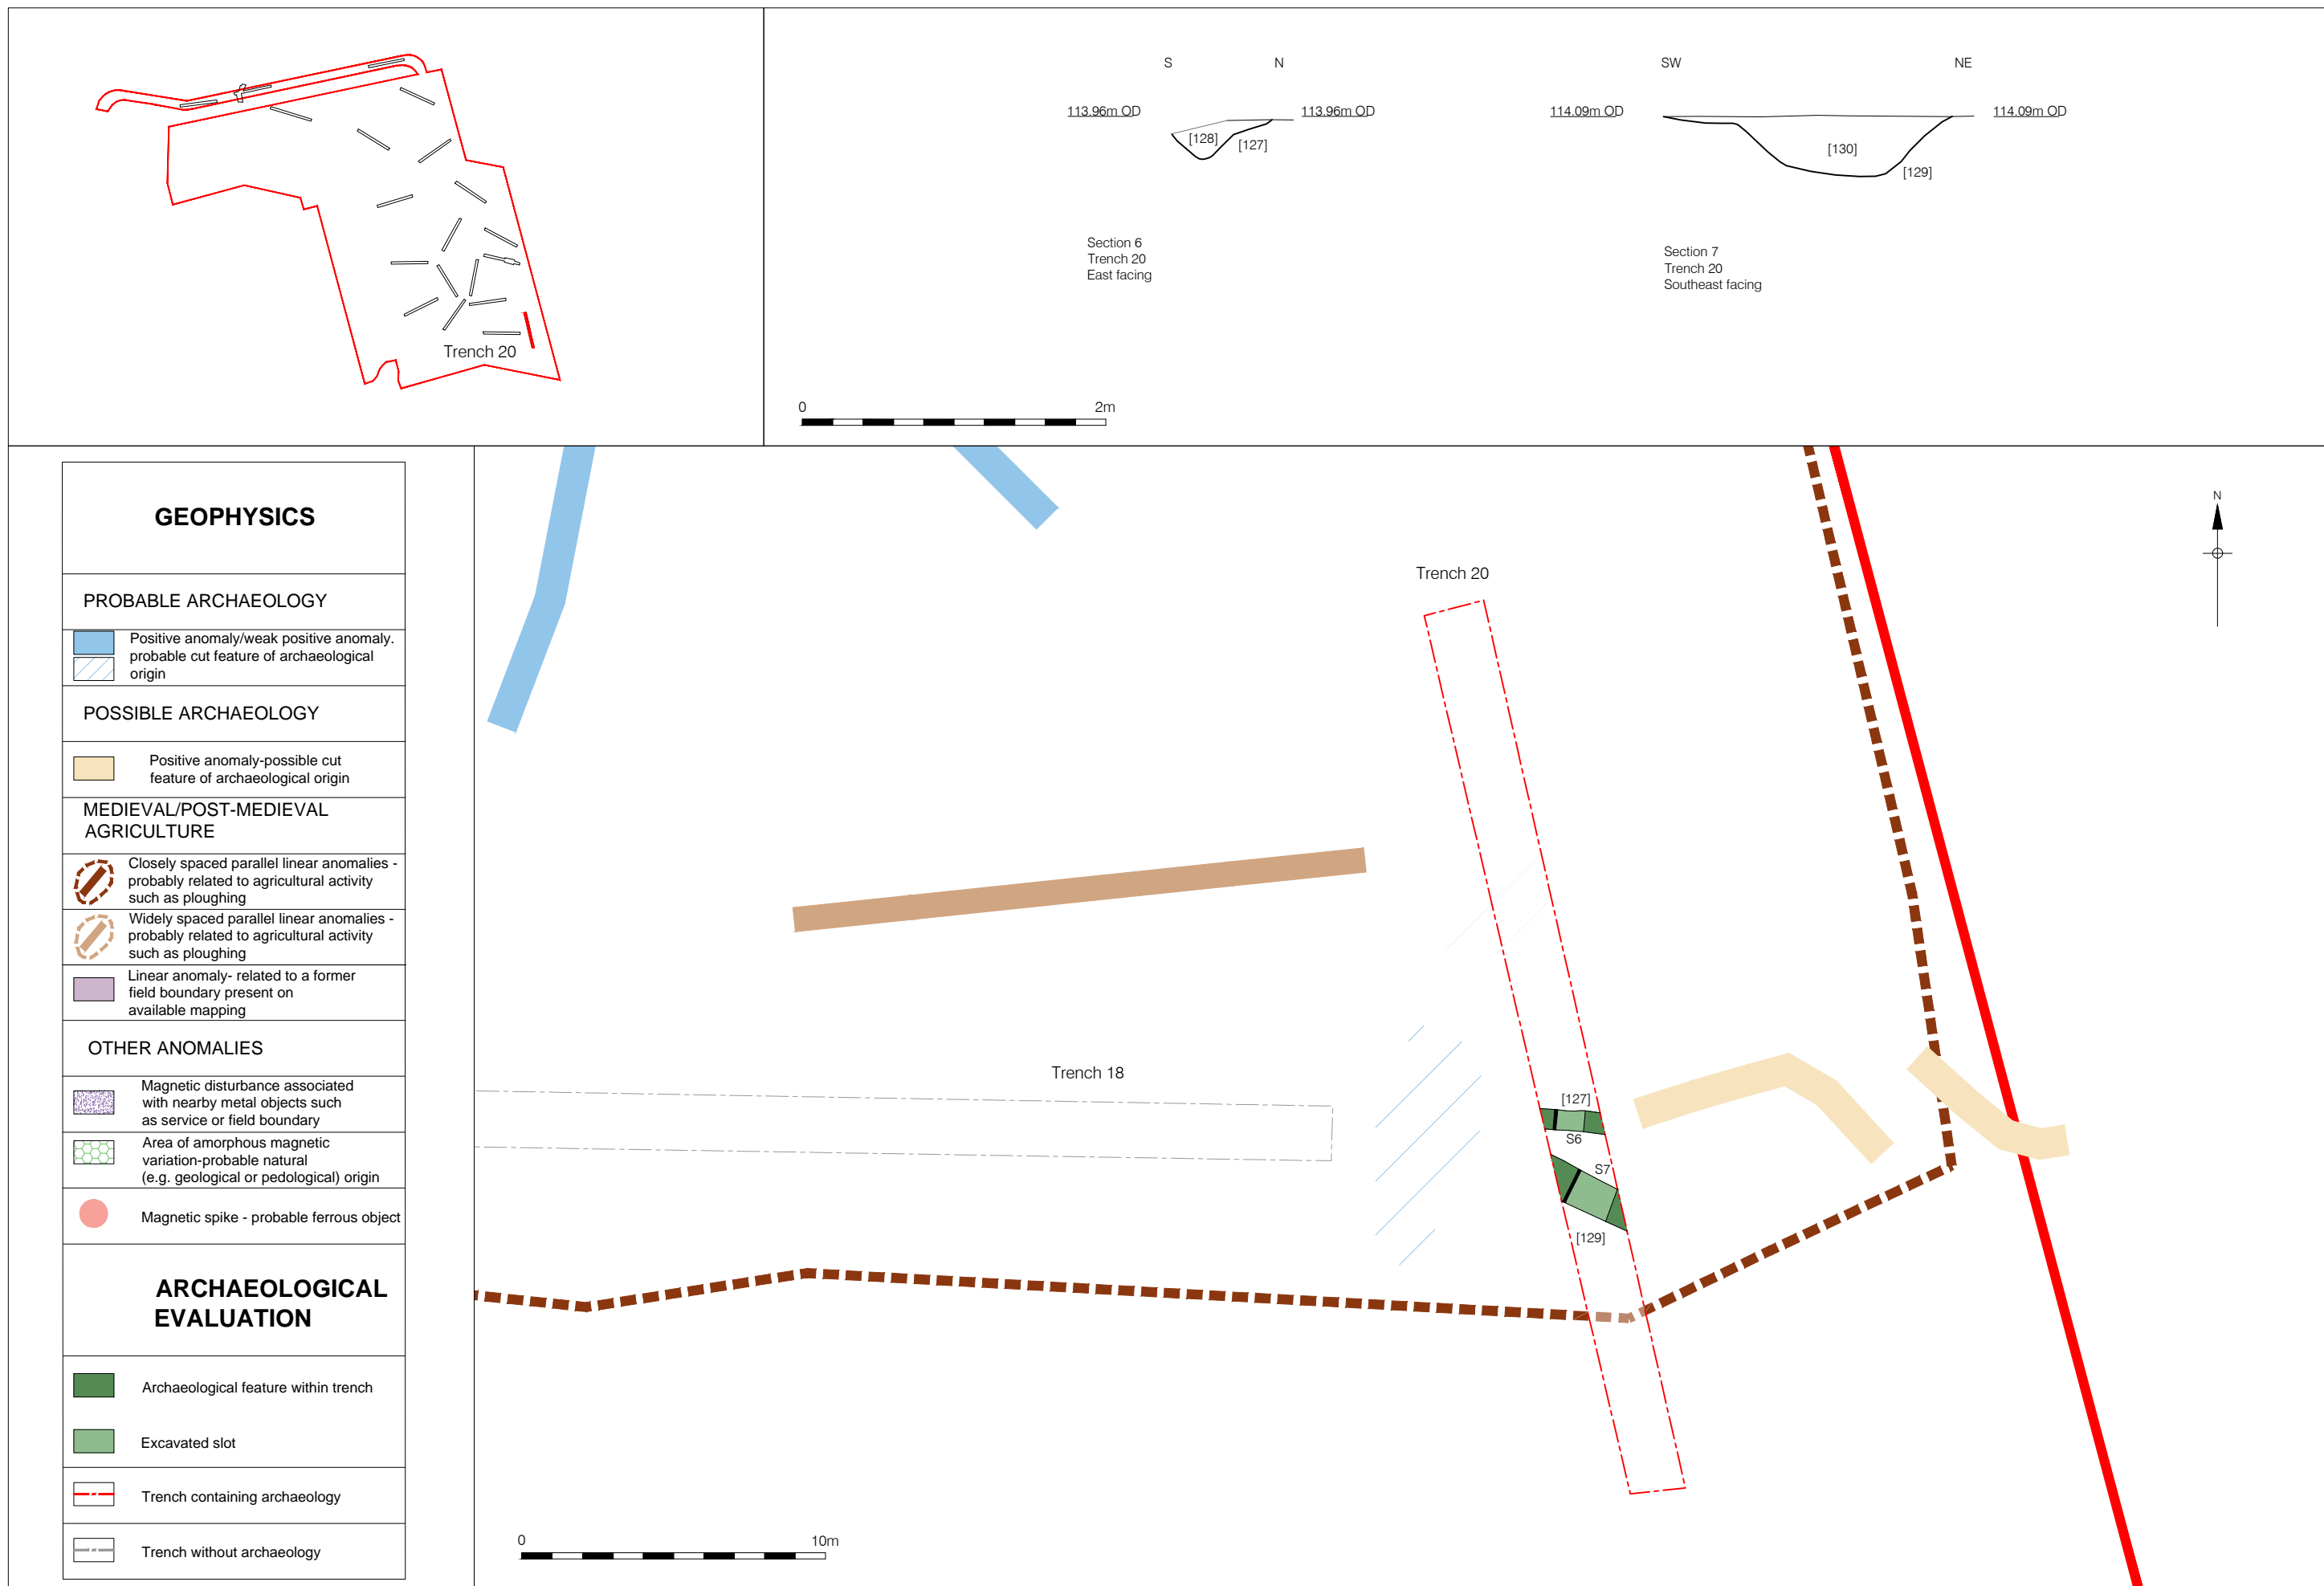 Trench 20
S
N
SW
NE
113.96m OD
113.96m OD
114.09m OD
114.09m OD
[128]
[127]
[130]
[129]
Section 6
Trench 20
East facing
Section 7
Trench 20
Southeast facing
0
2m
GEOPHYSICS
PROBABLE ARCHAEOLOGY
Positive anomaly/weak positive anomaly.
probable cut feature of archaeological
origin
POSSIBLE ARCHAEOLOGY
Positive anomaly-possible cut
feature of archaeological origin
MEDIEVAL/POST-MEDIEVAL
AGRICULTURE
Closely spaced parallel linear anomalies -
probably related to agricultural activity
such as ploughing
Widely spaced parallel linear anomalies -
probably related to agricultural activity
such as ploughing
Linear anomaly- related to a former
field boundary present on
available mapping
OTHER ANOMALIES
Magnetic disturbance associated
with nearby metal objects such
as service or field boundary
Area of amorphous magnetic
variation-probable natural
(e.g. geological or pedological) origin
Magnetic spike - probable ferrous object
ARCHAEOLOGICAL
EVALUATION
Archaeological feature within trench
Excavated slot
Trench containing archaeology
Trench without archaeology
N
Trench 20
Trench 18
[127]
S6
S7
[129]
0
10m